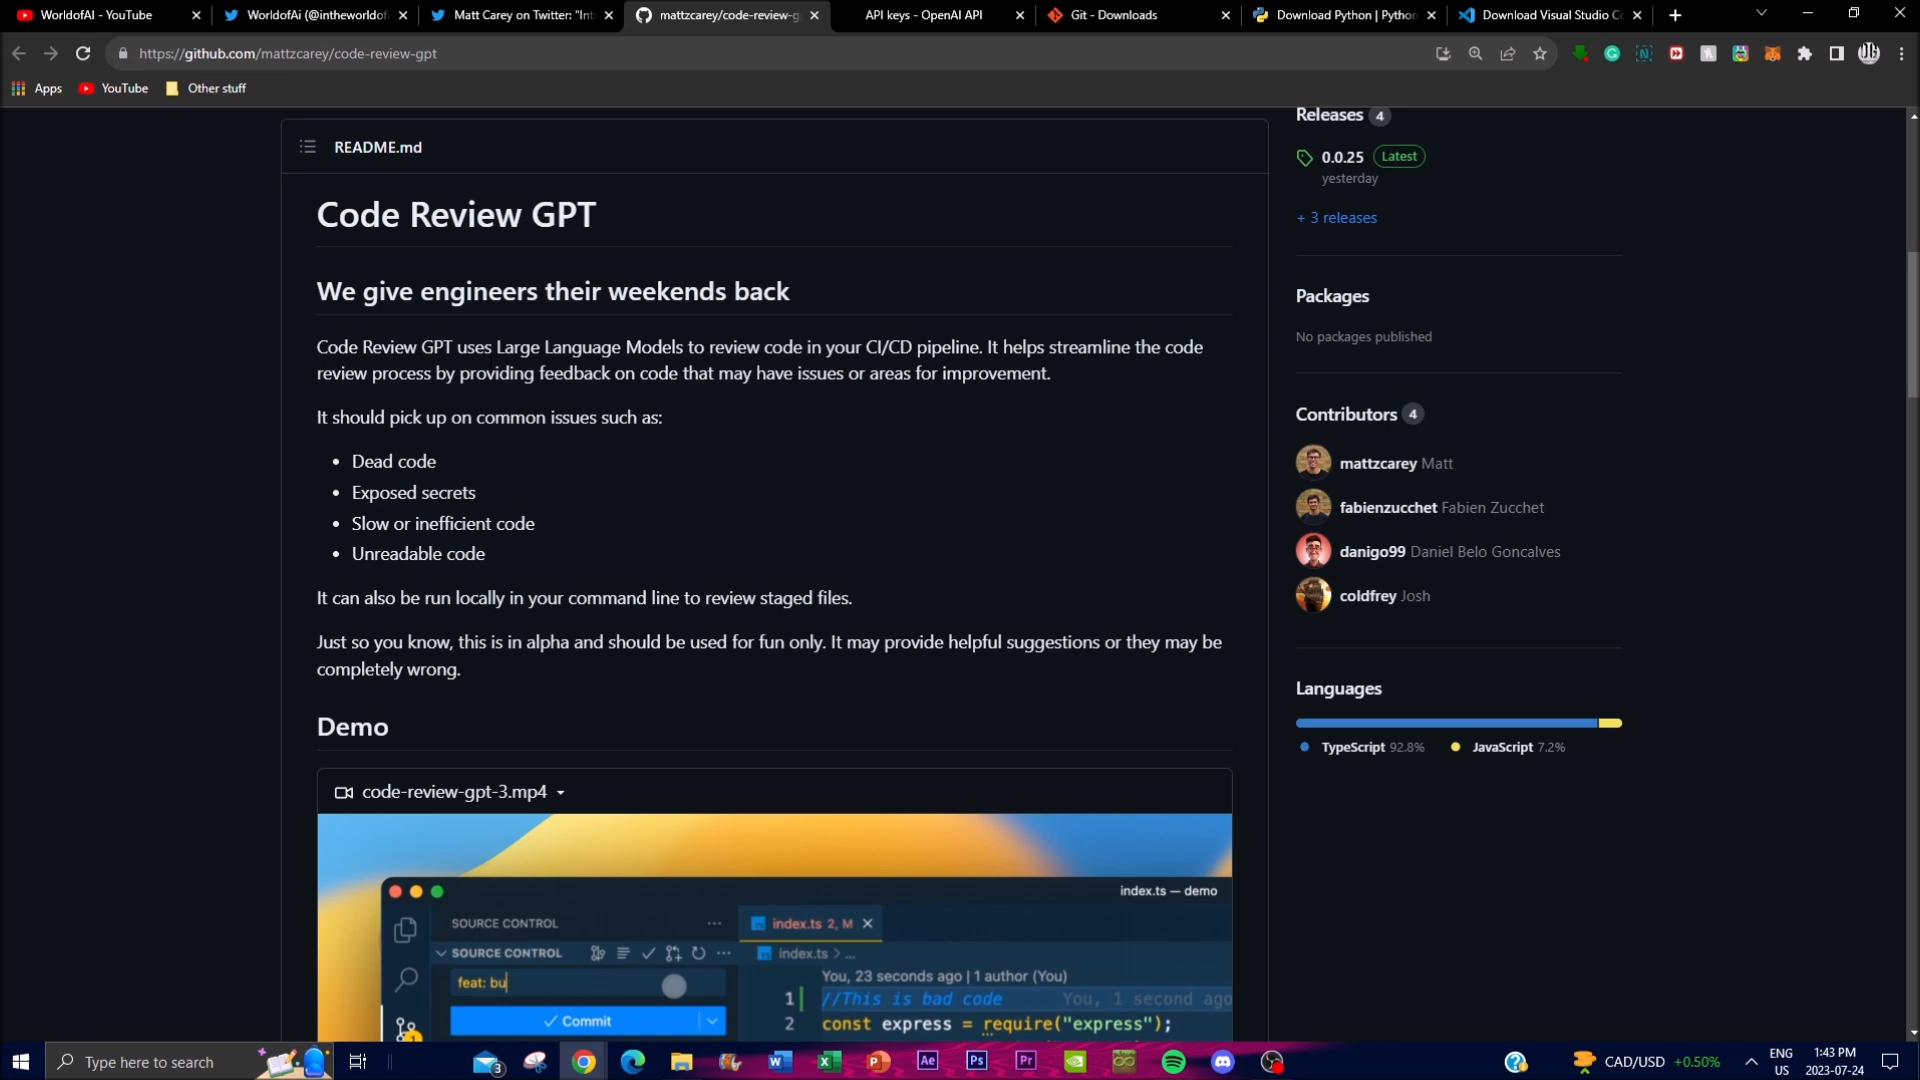 WorldofAI - YouTube
WorldofAi (@intheworldof
Matt Carey on Twitter: "Int
mattzcarey/code-review-g
API keys - OpenAI API
Git - Downloads
Download Python | Python
Download Visual Studio Co
https://github.com/mattzcarey/code-review-gpt
Apps
YouTube
Other stuff
README.md
Code Review GPT
We give engineers their weekends back
Code Review GPT uses Large Language Models to review code in your CI/CD pipeline. It helps streamline the code
review process by providing feedback on code that may have issues or areas for improvement.
It should pick up on common issues such as:
• Dead code
• Exposed secrets
• Slow or inefficient code
• Unreadable code
It can also be run locally in your command line to review staged files.
Just so you know, this is in alpha and should be used for fun only. It may provide helpful suggestions or they may be
completely wrong.
Demo
code-review-gpt-3.mp4
index.ts — demo
SOURCE CONTROL
index.ts 2, M
SOURCE CONTROL
index.ts > ...
feat: bu
You, 23 seconds ago | 1 author (You)
1 //This is bad code You, 1 second ago
Commit
2 const express = require("express");
Releases 4
0.0.25 Latest
yesterday
+ 3 releases
Packages
No packages published
Contributors 4
mattzcarey Matt
fabienzucchet Fabien Zucchet
danigo99 Daniel Belo Goncalves
coldfrey Josh
Languages
TypeScript 92.8% JavaScript 7.2%
Type here to search
3
W
X
P
Ae
Ps
Pr
CAD/USD +0.50%
ENG
US
1:43 PM
2023-07-24